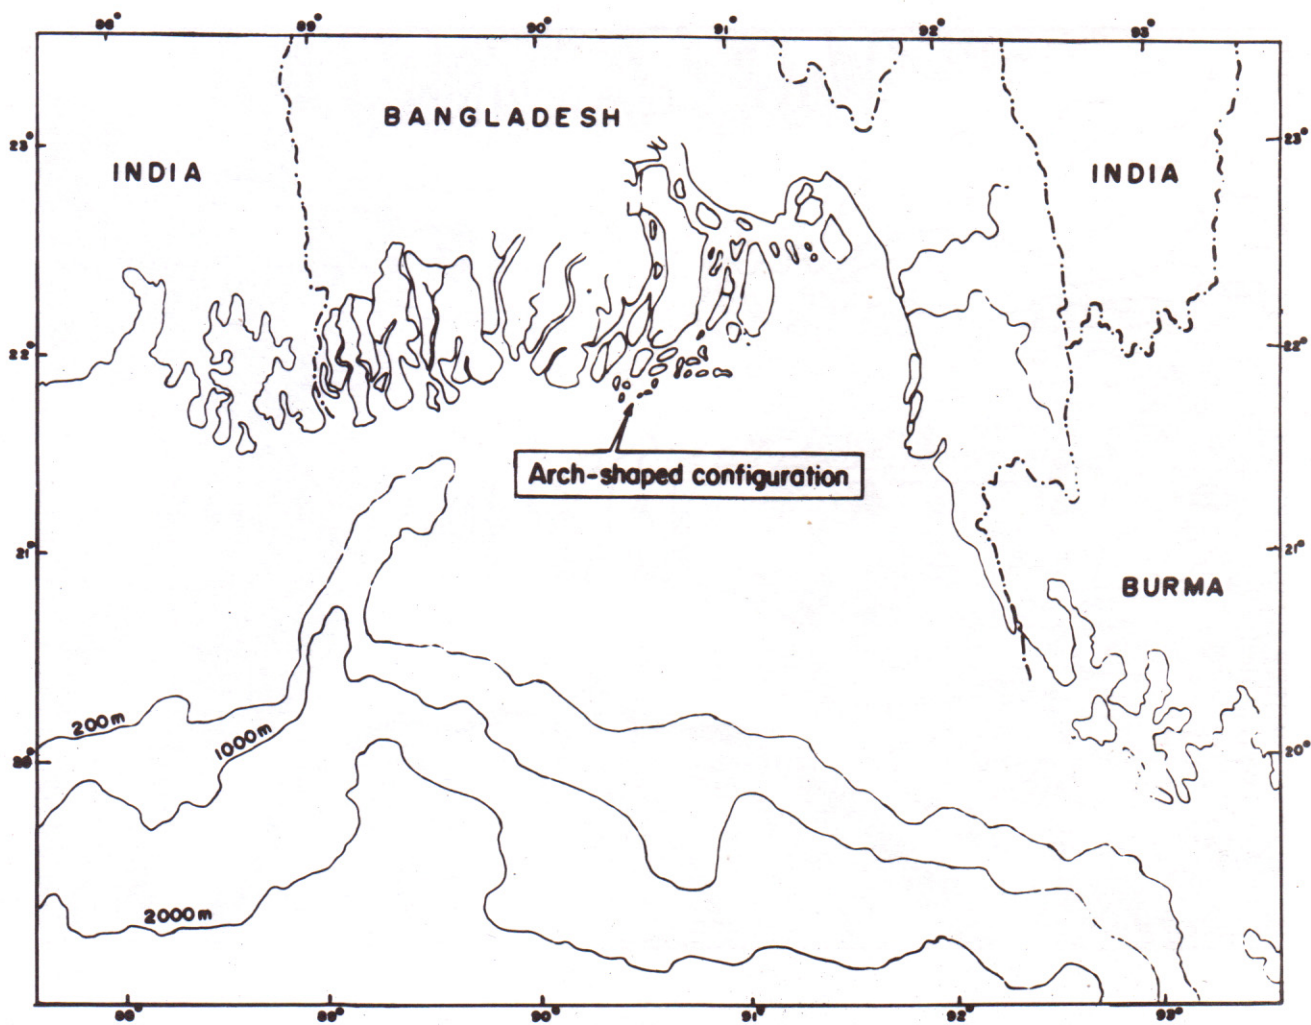 88° 89° 90° 91° 92° 93°
BANGLADESH
23° 23°
INDIA INDIA
22° 22°
Arch-shaped configuration
21° 21°
BURMA
200m
1000m
20° 20°
2000m
88° 89° 90° 91° 92° 93°